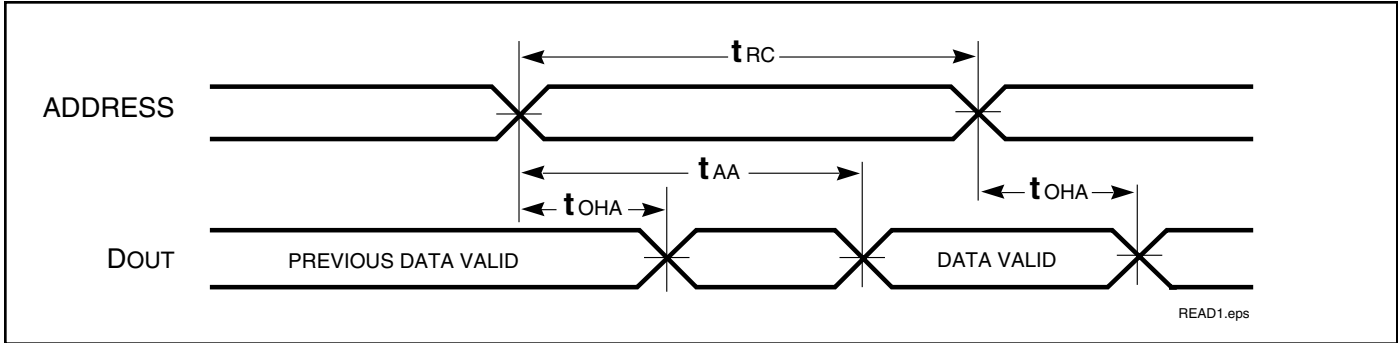 tRC
ADDRESS
tAA
tOHA
tOHA
DOUT
PREVIOUS DATA VALID
DATA VALID
READ1.eps